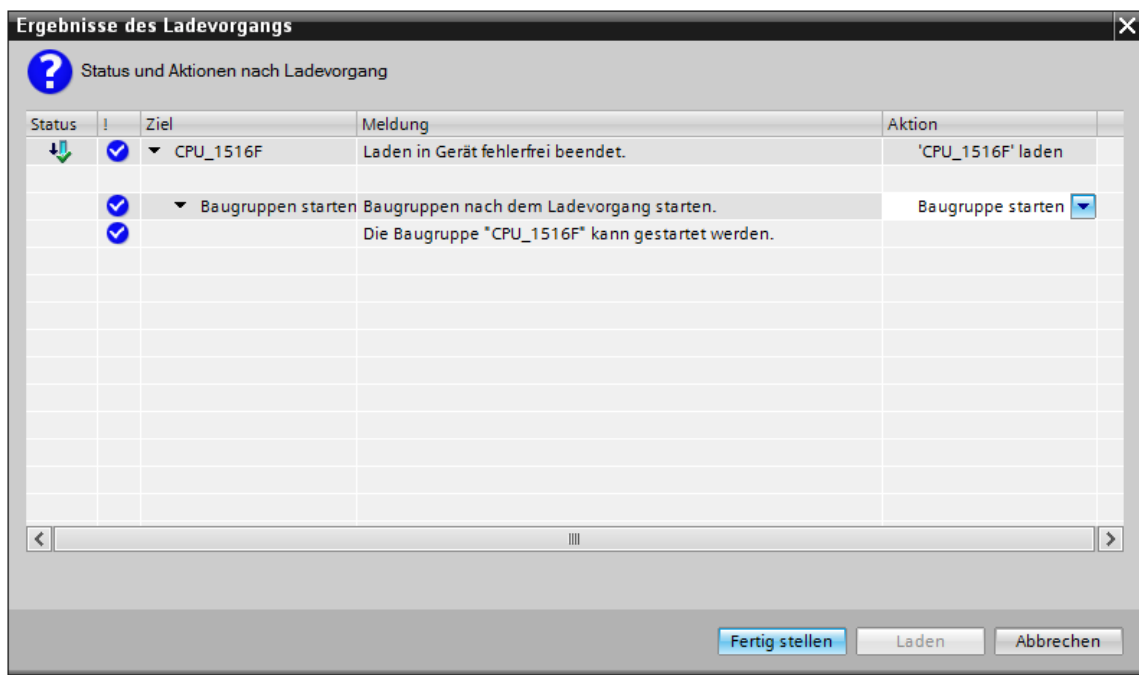 Ergebnisse des Ladevorgangs
Status und Aktionen nach Ladevorgang
Status ! Ziel Meldung Aktion
CPU_1516F Laden in Gerät fehlerfrei beendet. 'CPU_1516F' laden
Baugruppen starten Baugruppen nach dem Ladevorgang starten. Baugruppe starten
Die Baugruppe "CPU_1516F" kann gestartet werden.
Fertig stellen Laden Abbrechen